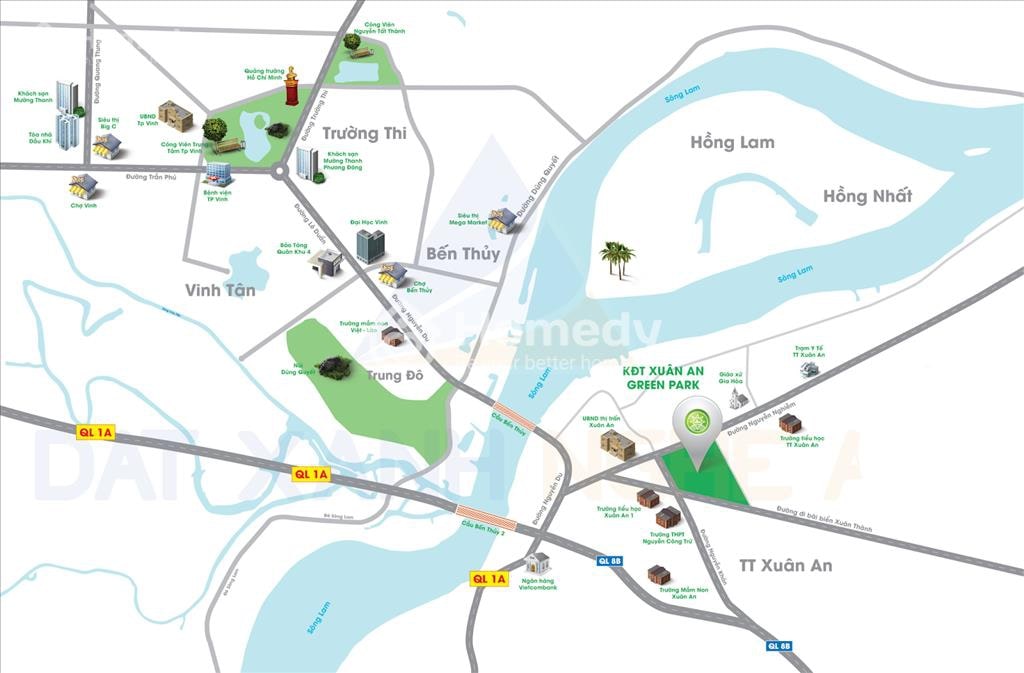 Công Viên
Nguyễn Tất Thành
Đường Quang Trung
Quảng trường
Hồ Chí Minh
Khách sạn
Mường Thanh
Tòa nhà
Dầu Khí
Siêu thị
Big C
UBND
Tp Vinh
Công Viên Trung
Tâm Tp Vinh
Đường Trường Thi
Trường Thi
Khách sạn
Mường Thanh
Phương Đông
Sông Lam
Hồng Lam
Hồng Nhất
Đường Trần Phú
Chợ Vinh
Bệnh viện
TP Vinh
Đường Lê Duẩn
Đường Dũng Quyết
Siêu thị
Mega Market
Đại Học Vinh
Bảo Tàng
Quân Khu 4
Bến Thủy
Chợ
Bến Thủy
Vinh Tân
Sông Lam
Đường Nguyễn Du
Trường mầm non
Việt - Lào
Homedy
Núi
Dũng Quyết
Trung Đô
Sông Lam
KĐT XUÂN AN
GREEN PARK
Giáo xứ
Gia Hòa
Trạm Y Tế
TT Xuân An
Cầu Bến Thủy
UBND thị trấn
Xuân An
Đường Nguyễn Nghiễm
Trường tiểu học
TT Xuân An
QL 1A
QL 1A
DAT XANH NGHE A
Đường Nguyễn Du
Đê Sông Lam
Cầu Bến Thủy 2
Trường tiểu học
Xuân An 1
Trường THPT
Nguyễn Công Trứ
Đường đi bãi biển Xuân Thành
Đường Nguyễn Khản
QL 8B
TT Xuân An
QL 1A
Ngân hàng
Vietcombank
Đê Sông Lam
Trường Mầm Non
Xuân An
Sông Lam
QL 8B